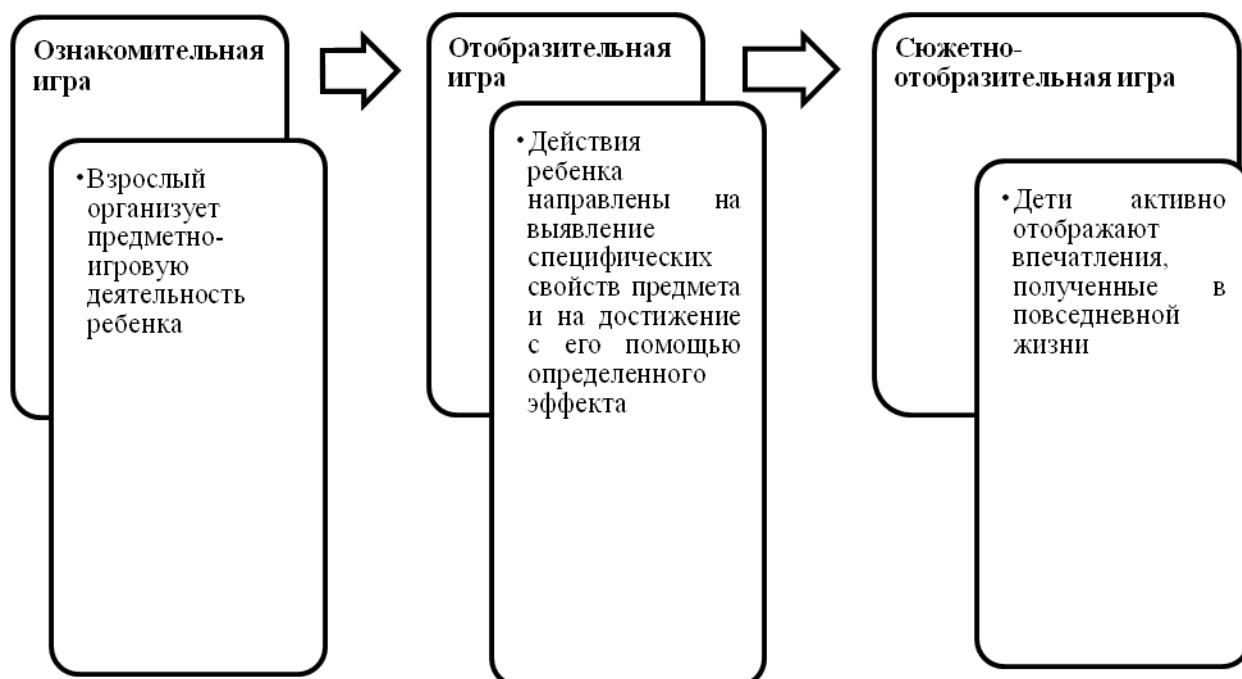 Ознакомительная
игра
• Взрослый
организует
предметно-
игровую
деятельность
ребенка
Отобразительная
игра
• Действия
ребенка
направлены на
выявление
специфических
свойств предмета
и на достижение
с его помощью
определенного
эффекта
Сюжетно-
отобразительная игра
• Дети активно
отображают
впечатления,
полученные в
повседневной
жизни